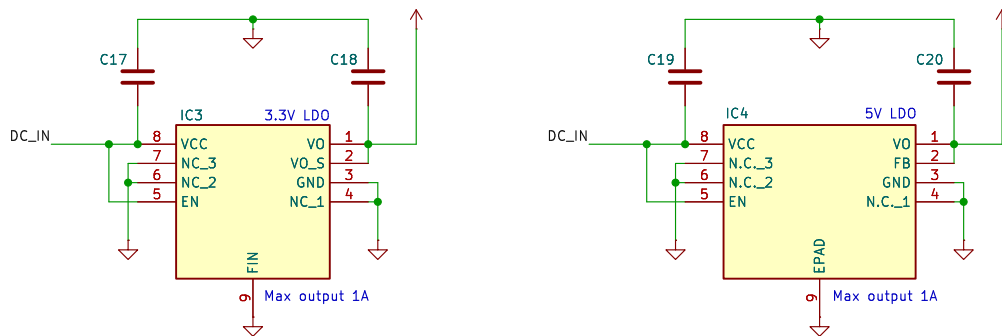 C17
C18
DC_IN
IC3
3.3V LDO
8 VCC
7 NC_3
6 NC_2
5 EN
VO 1
VO_S 2
GND 3
NC_1 4
FIN
9
Max output 1A
C19
C20
DC_IN
IC4
5V LDO
8 VCC
7 N.C._3
6 N.C._2
5 EN
VO 1
FB 2
GND 3
N.C._1 4
EPAD
9
Max output 1A